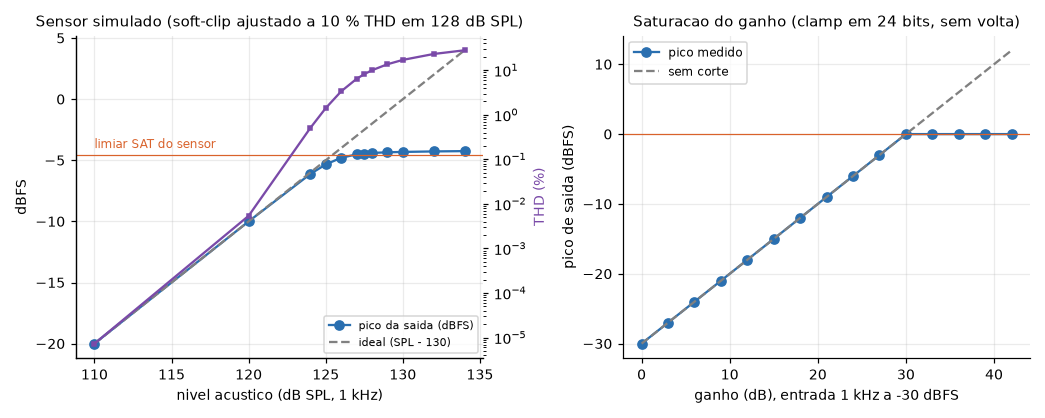 Sensor simulado (soft-clip ajustado a 10 % THD em 128 dB SPL)
5
0
−5
−10
−15
−20
dBFS
limiar SAT do sensor
pico da saida (dBFS)
ideal (SPL - 130)
10¹
10⁰
10⁻¹
10⁻²
10⁻³
10⁻⁴
10⁻⁵
THD (%)
110 115 120 125 130 135
nivel acustico (dB SPL, 1 kHz)
Saturacao do ganho (clamp em 24 bits, sem volta)
pico medido
sem corte
10
0
−10
−20
−30
pico de saida (dBFS)
0 10 20 30 40
ganho (dB), entrada 1 kHz a -30 dBFS